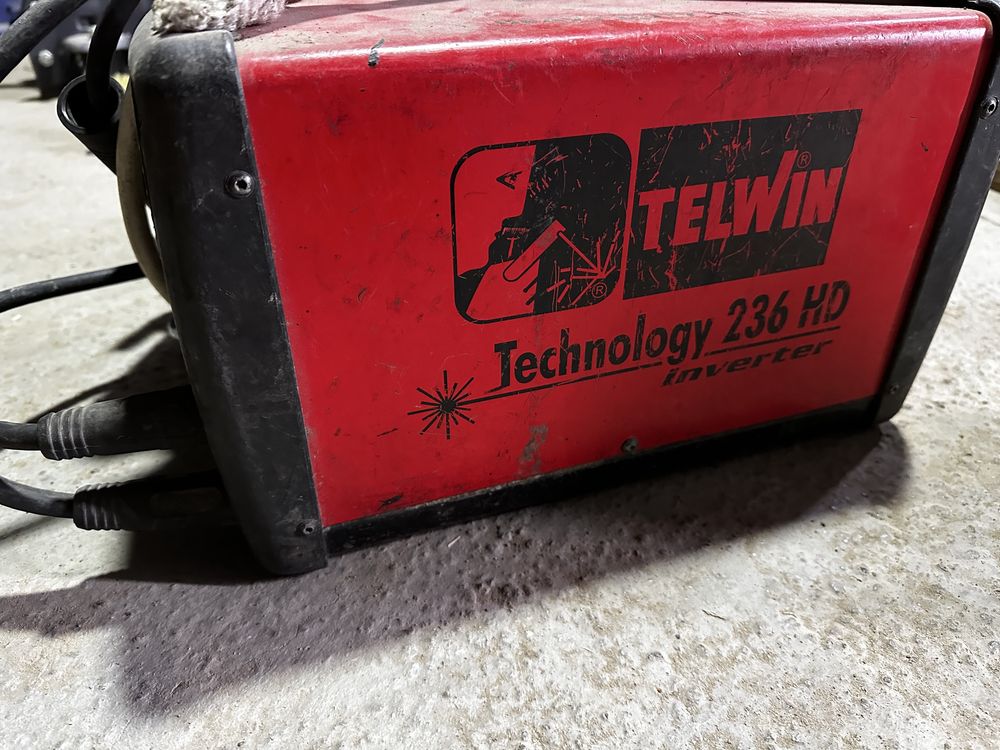 TELWIN®
®
Technology 236 HD
inverter